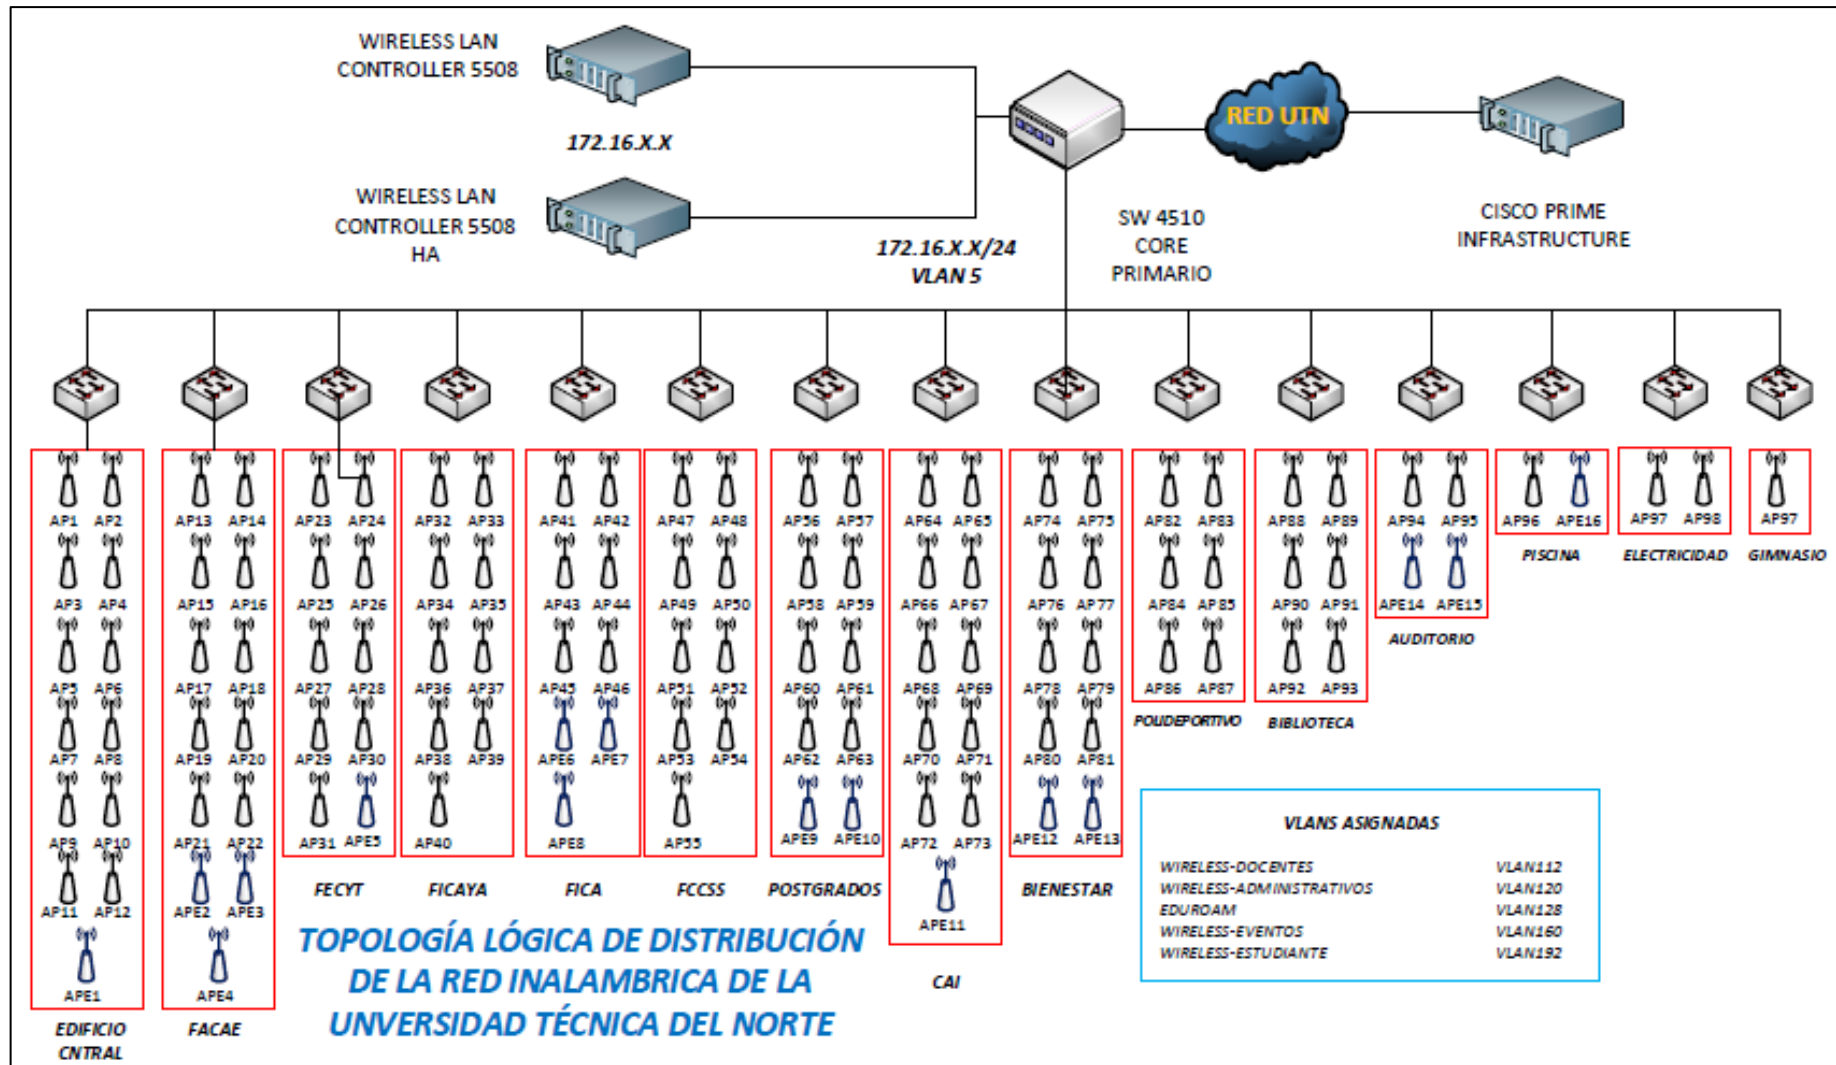 WIRELESS LAN
CONTROLLER 5508
172.16.X.X
WIRELESS LAN
CONTROLLER 5508
HA
172.16.X.X/24
VLAN 5
SW 4510
CORE
PRIMARIO
RED UTN
CISCO PRIME
INFRASTRUCTURE
AP1 AP2
AP3 AP4
AP5 AP6
AP7 AP8
AP9 AP10
AP11 AP12
APE1
EDIFICIO
CNTRAL
AP13 AP14
AP15 AP16
AP17 AP18
AP19 AP20
AP21 AP22
APE2 APE3
APE4
FACAE
AP23 AP24
AP25 AP26
AP27 AP28
AP29 AP30
AP31 APE5
FECYT
AP32 AP33
AP34 AP35
AP36 AP37
AP38 AP39
AP40
FICAYA
AP41 AP42
AP43 AP44
AP45 AP46
APE6 APE7
APE8
FICA
AP47 AP48
AP49 AP50
AP51 AP52
AP53 AP54
AP55
FCCSS
AP56 AP57
AP58 AP59
AP60 AP61
AP62 AP63
APE9 APE10
POSTGRADOS
AP64 AP65
AP66 AP67
AP68 AP69
AP70 AP71
AP72 AP73
APE11
CAI
AP74 AP75
AP76 AP77
AP78 AP79
AP80 AP81
APE12 APE13
BIENESTAR
AP82 AP83
AP84 AP85
AP86 AP87
POLIDEPORTIVO
AP88 AP89
AP90 AP91
AP92 AP93
BIBLIOTECA
AP94 AP95
APE14 APE15
AUDITORIO
AP96 APE16
PISCINA
AP97 AP98
ELECTRICIDAD
AP97
GIMNASIO
TOPOLOGÍA LÓGICA DE DISTRIBUCIÓN
DE LA RED INALAMBRICA DE LA
UNVERSIDAD TÉCNICA DEL NORTE
VLANS ASIGNADAS
WIRELESS-DOCENTES VLAN112
WIRELESS-ADMINISTRATIVOS VLAN120
EDUROAM VLAN128
WIRELESS-EVENTOS VLAN160
WIRELESS-ESTUDIANTE VLAN192